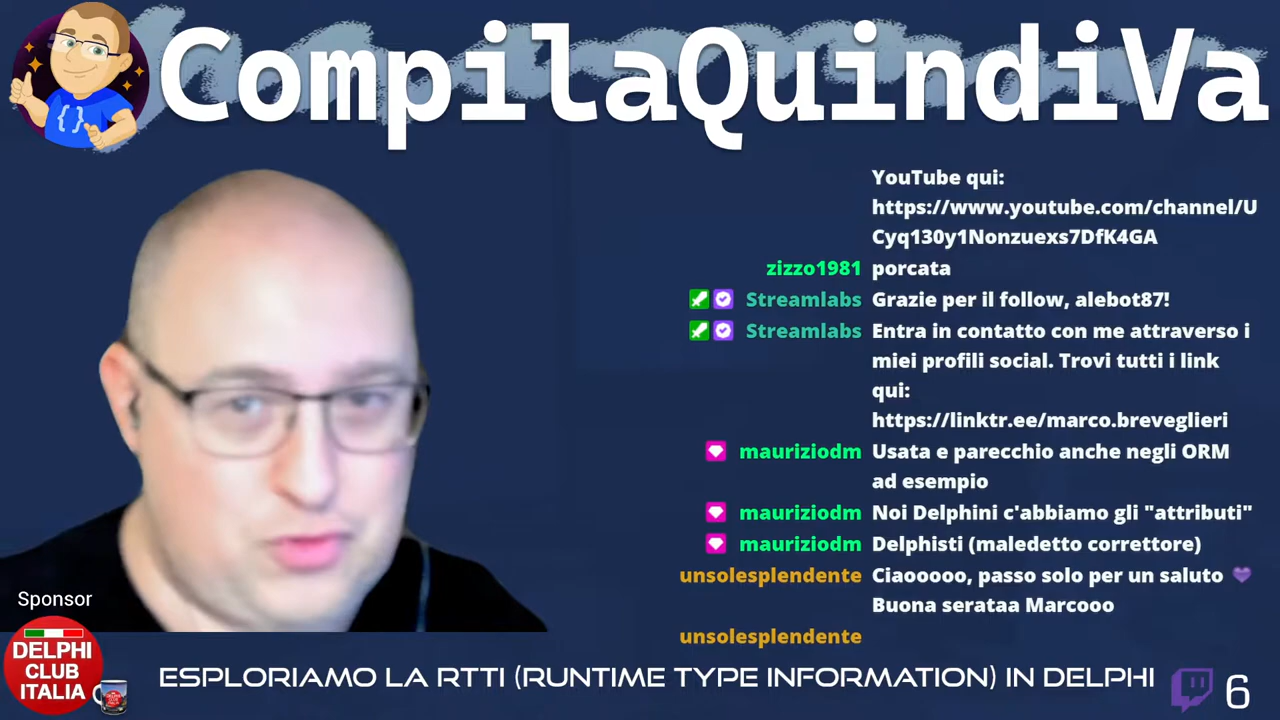 CompilaQuindiVa
YouTube qui:
https://www.youtube.com/channel/U
Cyq130y1Nonzuexs7DfK4GA
zizzo1981 porcata
Streamlabs Grazie per il follow, alebot87!
Streamlabs Entra in contatto con me attraverso i
miei profili social. Trovi tutti i link
qui:
https://linktr.ee/marco.breveglieri
mauriziodm Usata e parecchio anche negli ORM
ad esempio
mauriziodm Noi Delphini c'abbiamo gli "attributi"
mauriziodm Delphisti (maledetto correttore)
unsolesplendente Ciaooooo, passo solo per un saluto 💜
Buona serataa Marcooo
unsolesplendente
Sponsor
DELPHI
CLUB
ITALIA
ESPLORIAMO LA RTTI (RUNTIME TYPE INFORMATION) IN DELPHI
6